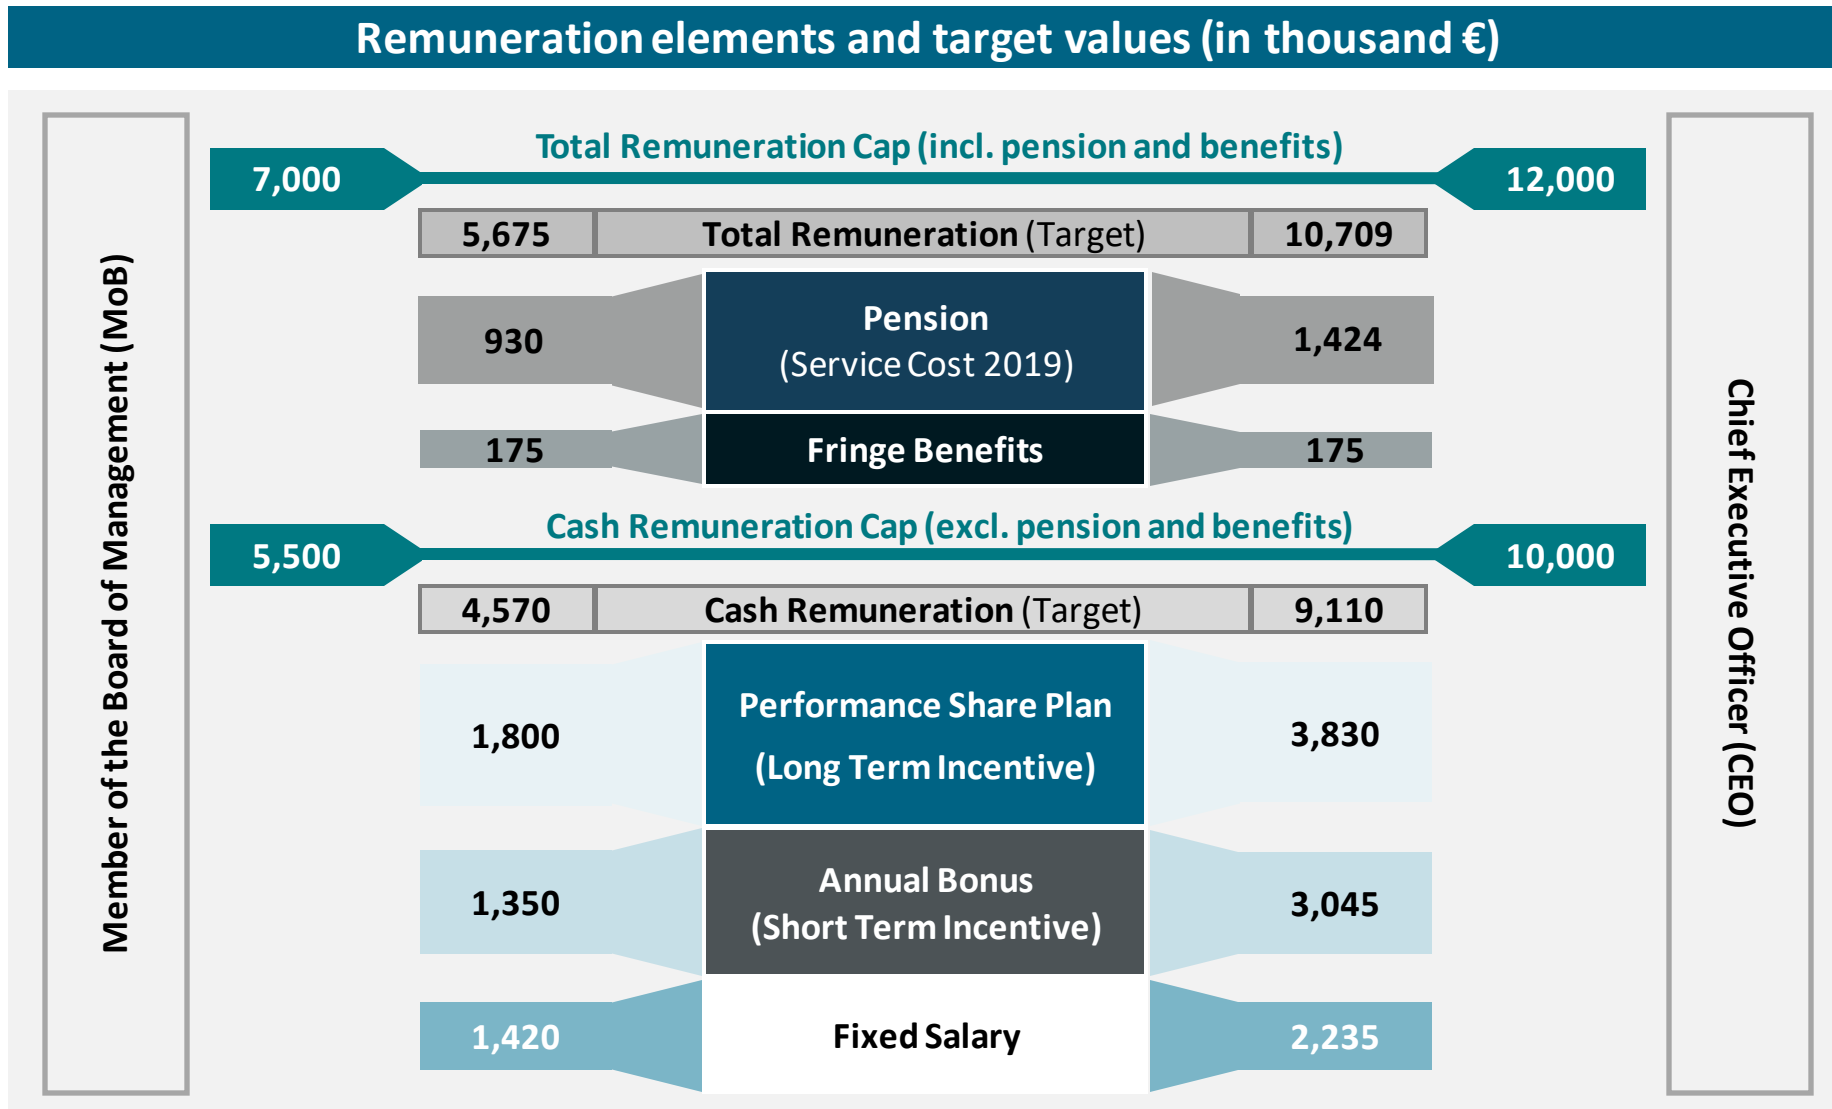 Remuneration elements and target values (in thousand €)
Member of the Board of Management (MoB)
Chief Executive Officer (CEO)
Total Remuneration Cap (incl. pension and benefits)
7,000 12,000
5,675 Total Remuneration (Target) 10,709
Pension
930 (Service Cost 2019) 1,424
175 Fringe Benefits 175
Cash Remuneration Cap (excl. pension and benefits)
5,500 10,000
4,570 Cash Remuneration (Target) 9,110
Performance Share Plan
1,800 3,830
(Long Term Incentive)
Annual Bonus
1,350 3,045
(Short Term Incentive)
1,420 Fixed Salary 2,235